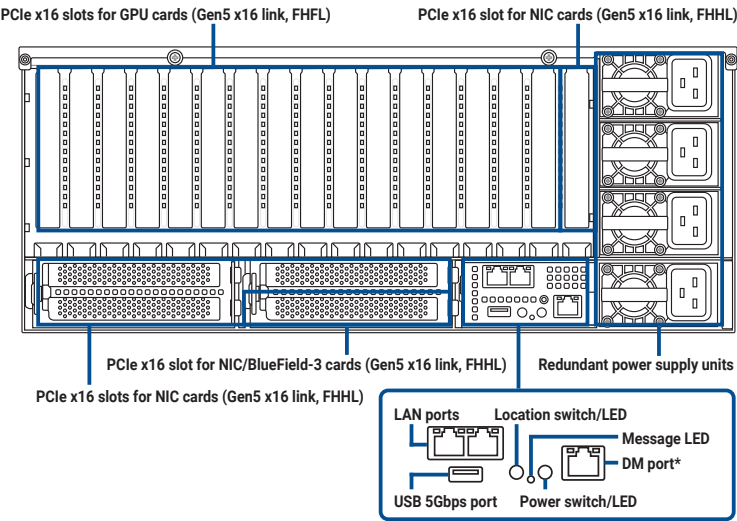 PCIe x16 slots for GPU cards (Gen5 x16 link, FHFL)
PCIe x16 slot for NIC cards (Gen5 x16 link, FHHL)
PCIe x16 slot for NIC/BlueField-3 cards (Gen5 x16 link, FHHL)
Redundant power supply units
PCIe x16 slots for NIC cards (Gen5 x16 link, FHHL)
LAN ports
Location switch/LED
Message LED
DM port*
USB 5Gbps port
Power switch/LED